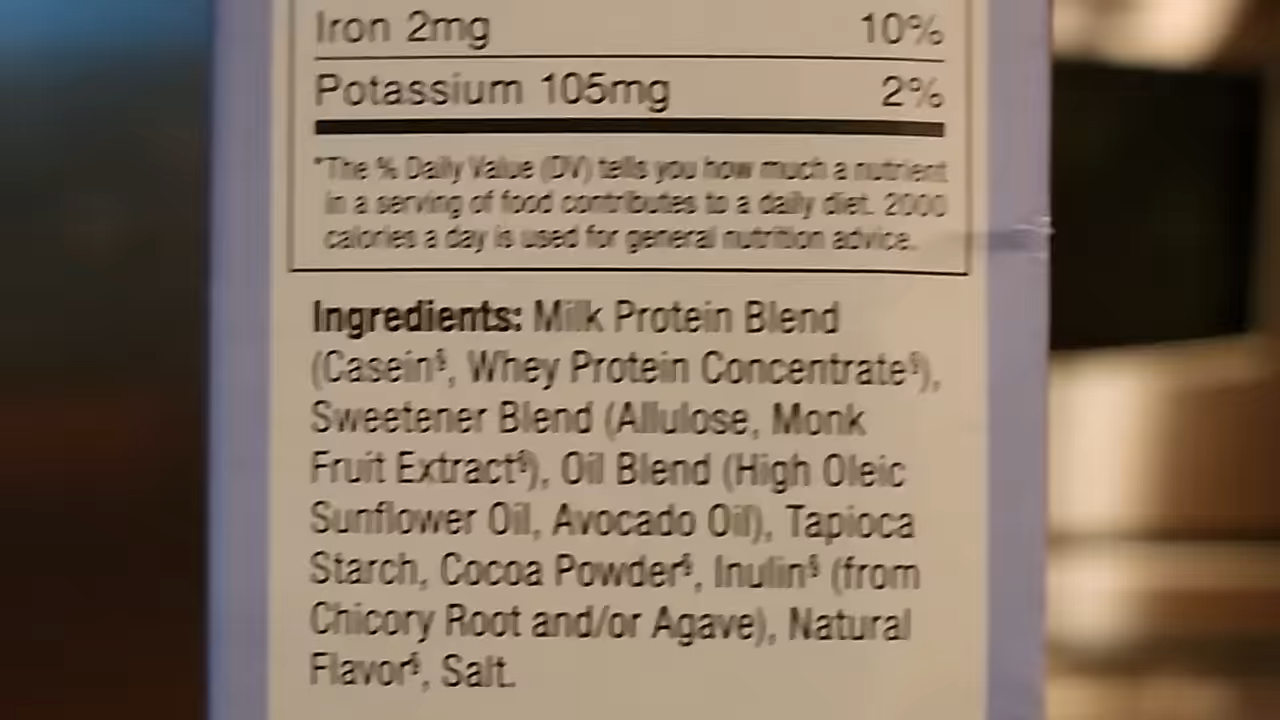 Iron 2mg 10%
Potassium 105mg 2%
*The % Daily Value (DV) tells you how much a nutrient
in a serving of food contributes to a daily diet. 2000
calories a day is used for general nutrition advice.
Ingredients: Milk Protein Blend
(Casein§, Whey Protein Concentrate§),
Sweetener Blend (Allulose, Monk
Fruit Extract§), Oil Blend (High Oleic
Sunflower Oil, Avocado Oil), Tapioca
Starch, Cocoa Powder§, Inulin§ (from
Chicory Root and/or Agave), Natural
Flavor§, Salt.